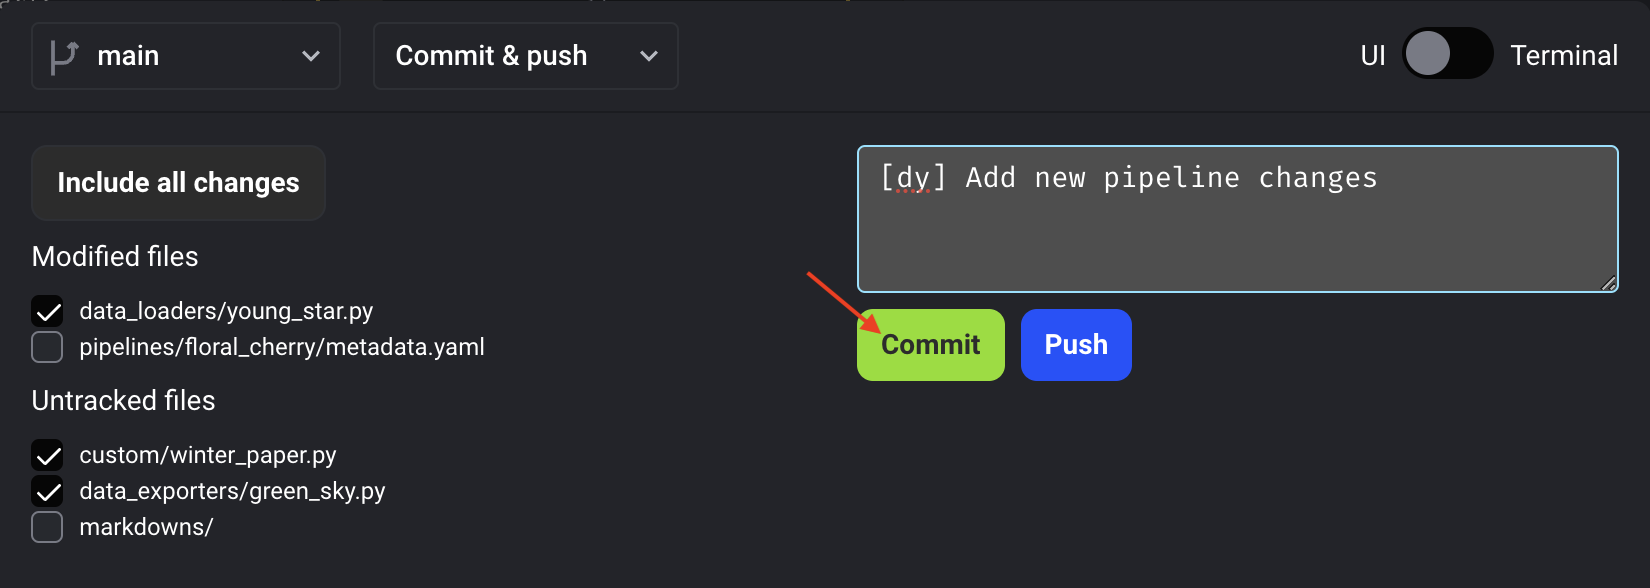 main
Commit & push
UI
Terminal
Include all changes
[dy] Add new pipeline changes
Modified files
data_loaders/young_star.py
pipelines/floral_cherry/metadata.yaml
Commit
Push
Untracked files
custom/winter_paper.py
data_exporters/green_sky.py
markdowns/